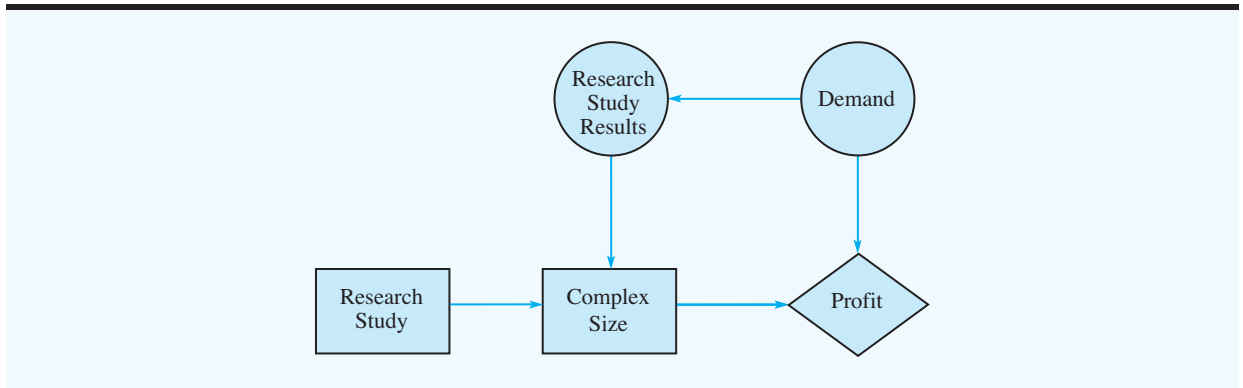 Research
Study
Results
Demand
Research
Study
Complex
Size
Profit